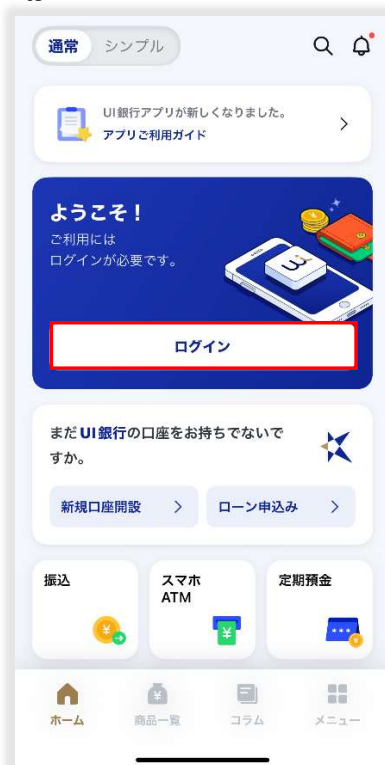 通常 シンプル
UI銀行アプリが新しくなりました。
アプリご利用ガイド
ようこそ！
ご利用には
ログインが必要です。
ログイン
まだUI銀行の口座をお持ちでないで
すか。
新規口座開設 ローン申込み
振込
スマホ
ATM
定期預金
ホーム 商品一覧 コラム メニュー